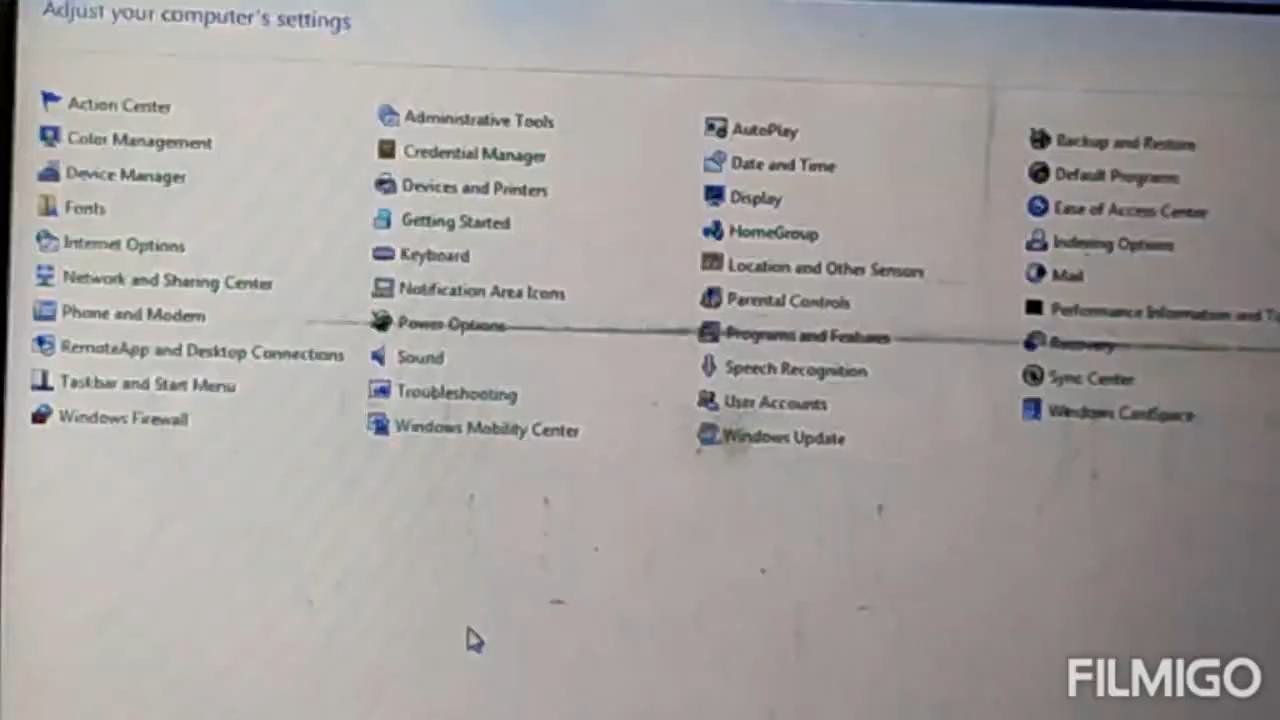 Adjust your computer's settings
Action Center
Color Management
Device Manager
Fonts
Internet Options
Network and Sharing Center
Phone and Modem
RemoteApp and Desktop Connections
Taskbar and Start Menu
Windows Firewall
Administrative Tools
Credential Manager
Devices and Printers
Getting Started
Keyboard
Notification Area Icons
Power Options
Sound
Troubleshooting
Windows Mobility Center
AutoPlay
Date and Time
Display
HomeGroup
Location and Other Sensors
Parental Controls
Programs and Features
Speech Recognition
User Accounts
Windows Update
Backup and Restore
Default Programs
Ease of Access Center
Indexing Options
Mail
Performance Information and
Recovery
Sync Center
Windows CardSpace
FILMIGO